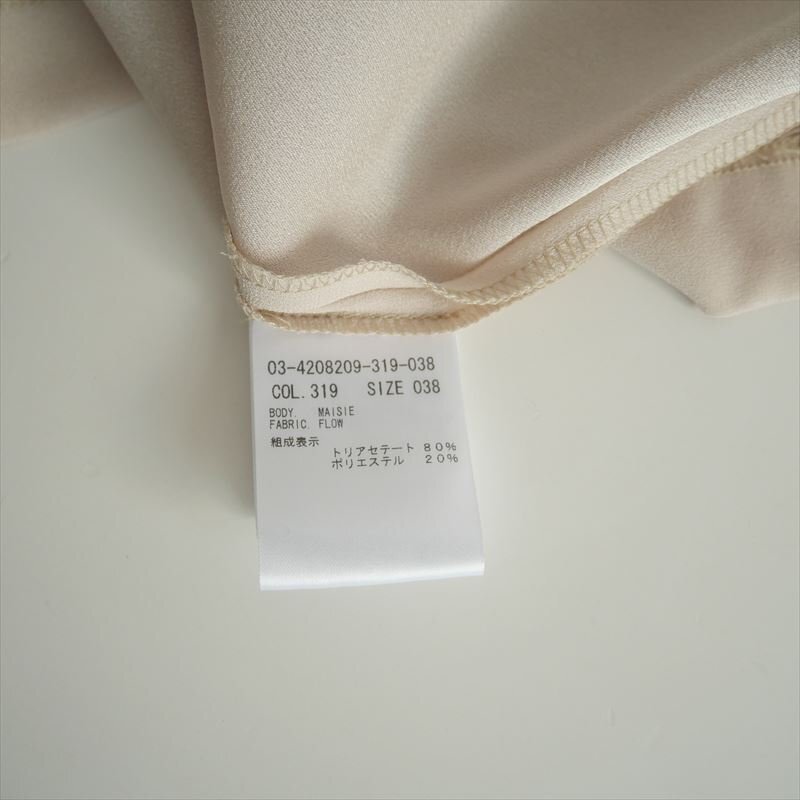 03-4208209-319-038
COL. 319 SIZE 038
BODY. MAISIE
FABRIC. FLOW
組成表示
トリアセテート 80%
ポリエステル 20%